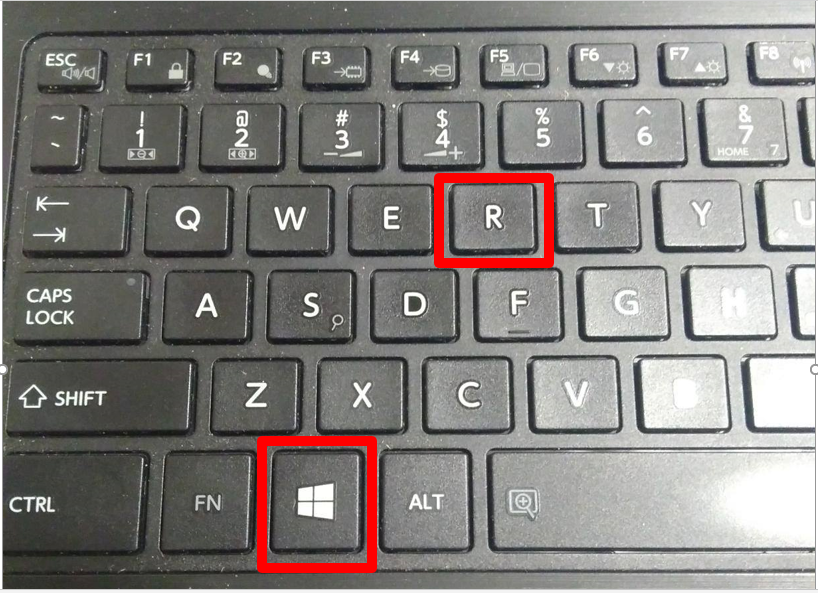 ESC F1 F2 F3 F4 F5 F6 F7 F8
~ ! @ # $ % ^ &
` 1 2 3 4 5 6 7
HOME 7
Q W E R T Y U
CAPS LOCK A S D F G H
SHIFT Z X C V B
CTRL FN ALT